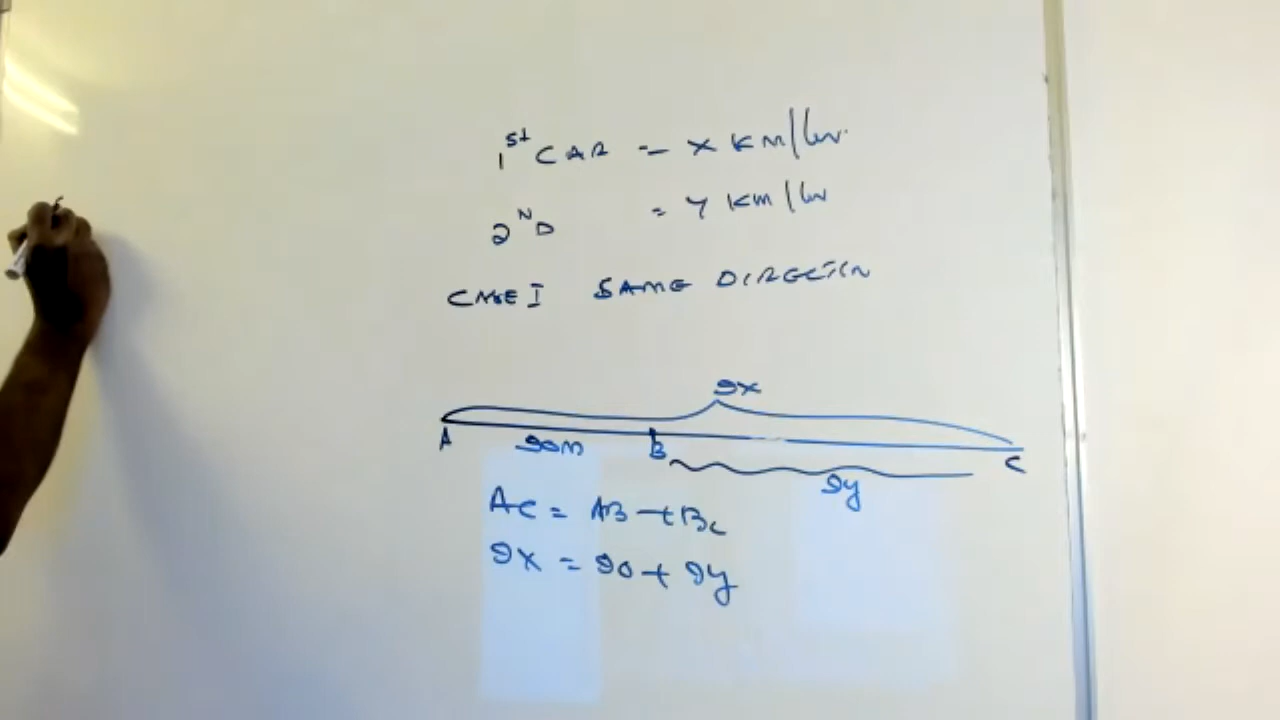 1ST CAR = X KM/hr
2ND = Y KM/hr
CASE I SAME DIRECTION
9x
A 90m B C
9y
AC = AB + BC
9X = 90 + 9y